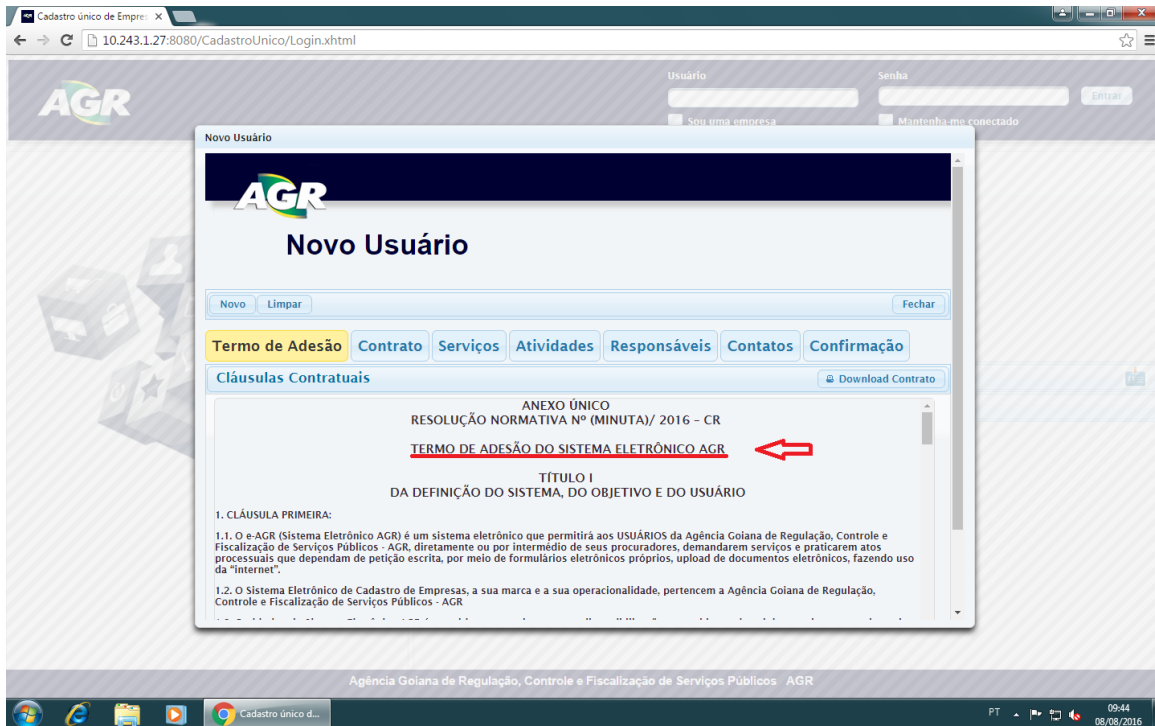 Cadastro único de Empre
10.243.1.27:8080/CadastroUnico/Login.xhtml
AGR
Usuário
Senha
Entrar
Sou uma empresa
Mantenha-me conectado
Novo Usuário
AGR
Novo Usuário
Novo Limpar Fechar
Termo de Adesão Contrato Serviços Atividades Responsáveis Contatos Confirmação
Cláusulas Contratuais Download Contrato
ANEXO ÚNICO
RESOLUÇÃO NORMATIVA Nº (MINUTA)/ 2016 – CR
TERMO DE ADESÃO DO SISTEMA ELETRÔNICO AGR
TÍTULO I
DA DEFINIÇÃO DO SISTEMA, DO OBJETIVO E DO USUÁRIO
1. CLÁUSULA PRIMEIRA:
1.1. O e-AGR (Sistema Eletrônico AGR) é um sistema eletrônico que permitirá aos USUÁRIOS da Agência Goiana de Regulação, Controle e
Fiscalização de Serviços Públicos - AGR, diretamente ou por intermédio de seus procuradores, demandarem serviços e praticarem atos
processuais que dependam de petição escrita, por meio de formulários eletrônicos próprios, upload de documentos eletrônicos, fazendo uso
da "internet".
1.2. O Sistema Eletrônico de Cadastro de Empresas, a sua marca e a sua operacionalidade, pertencem a Agência Goiana de Regulação,
Controle e Fiscalização de Serviços Públicos - AGR
Agência Goiana de Regulação, Controle e Fiscalização de Serviços Públicos AGR
Cadastro único d...
PT
09:44
08/08/2016